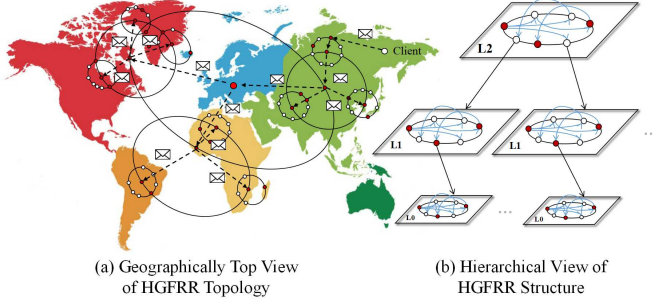 Client
L2
L1
L1
L0
L0
(a) Geographically Top View
of HGFRR Topology
(b) Hierarchical View of
HGFRR Structure